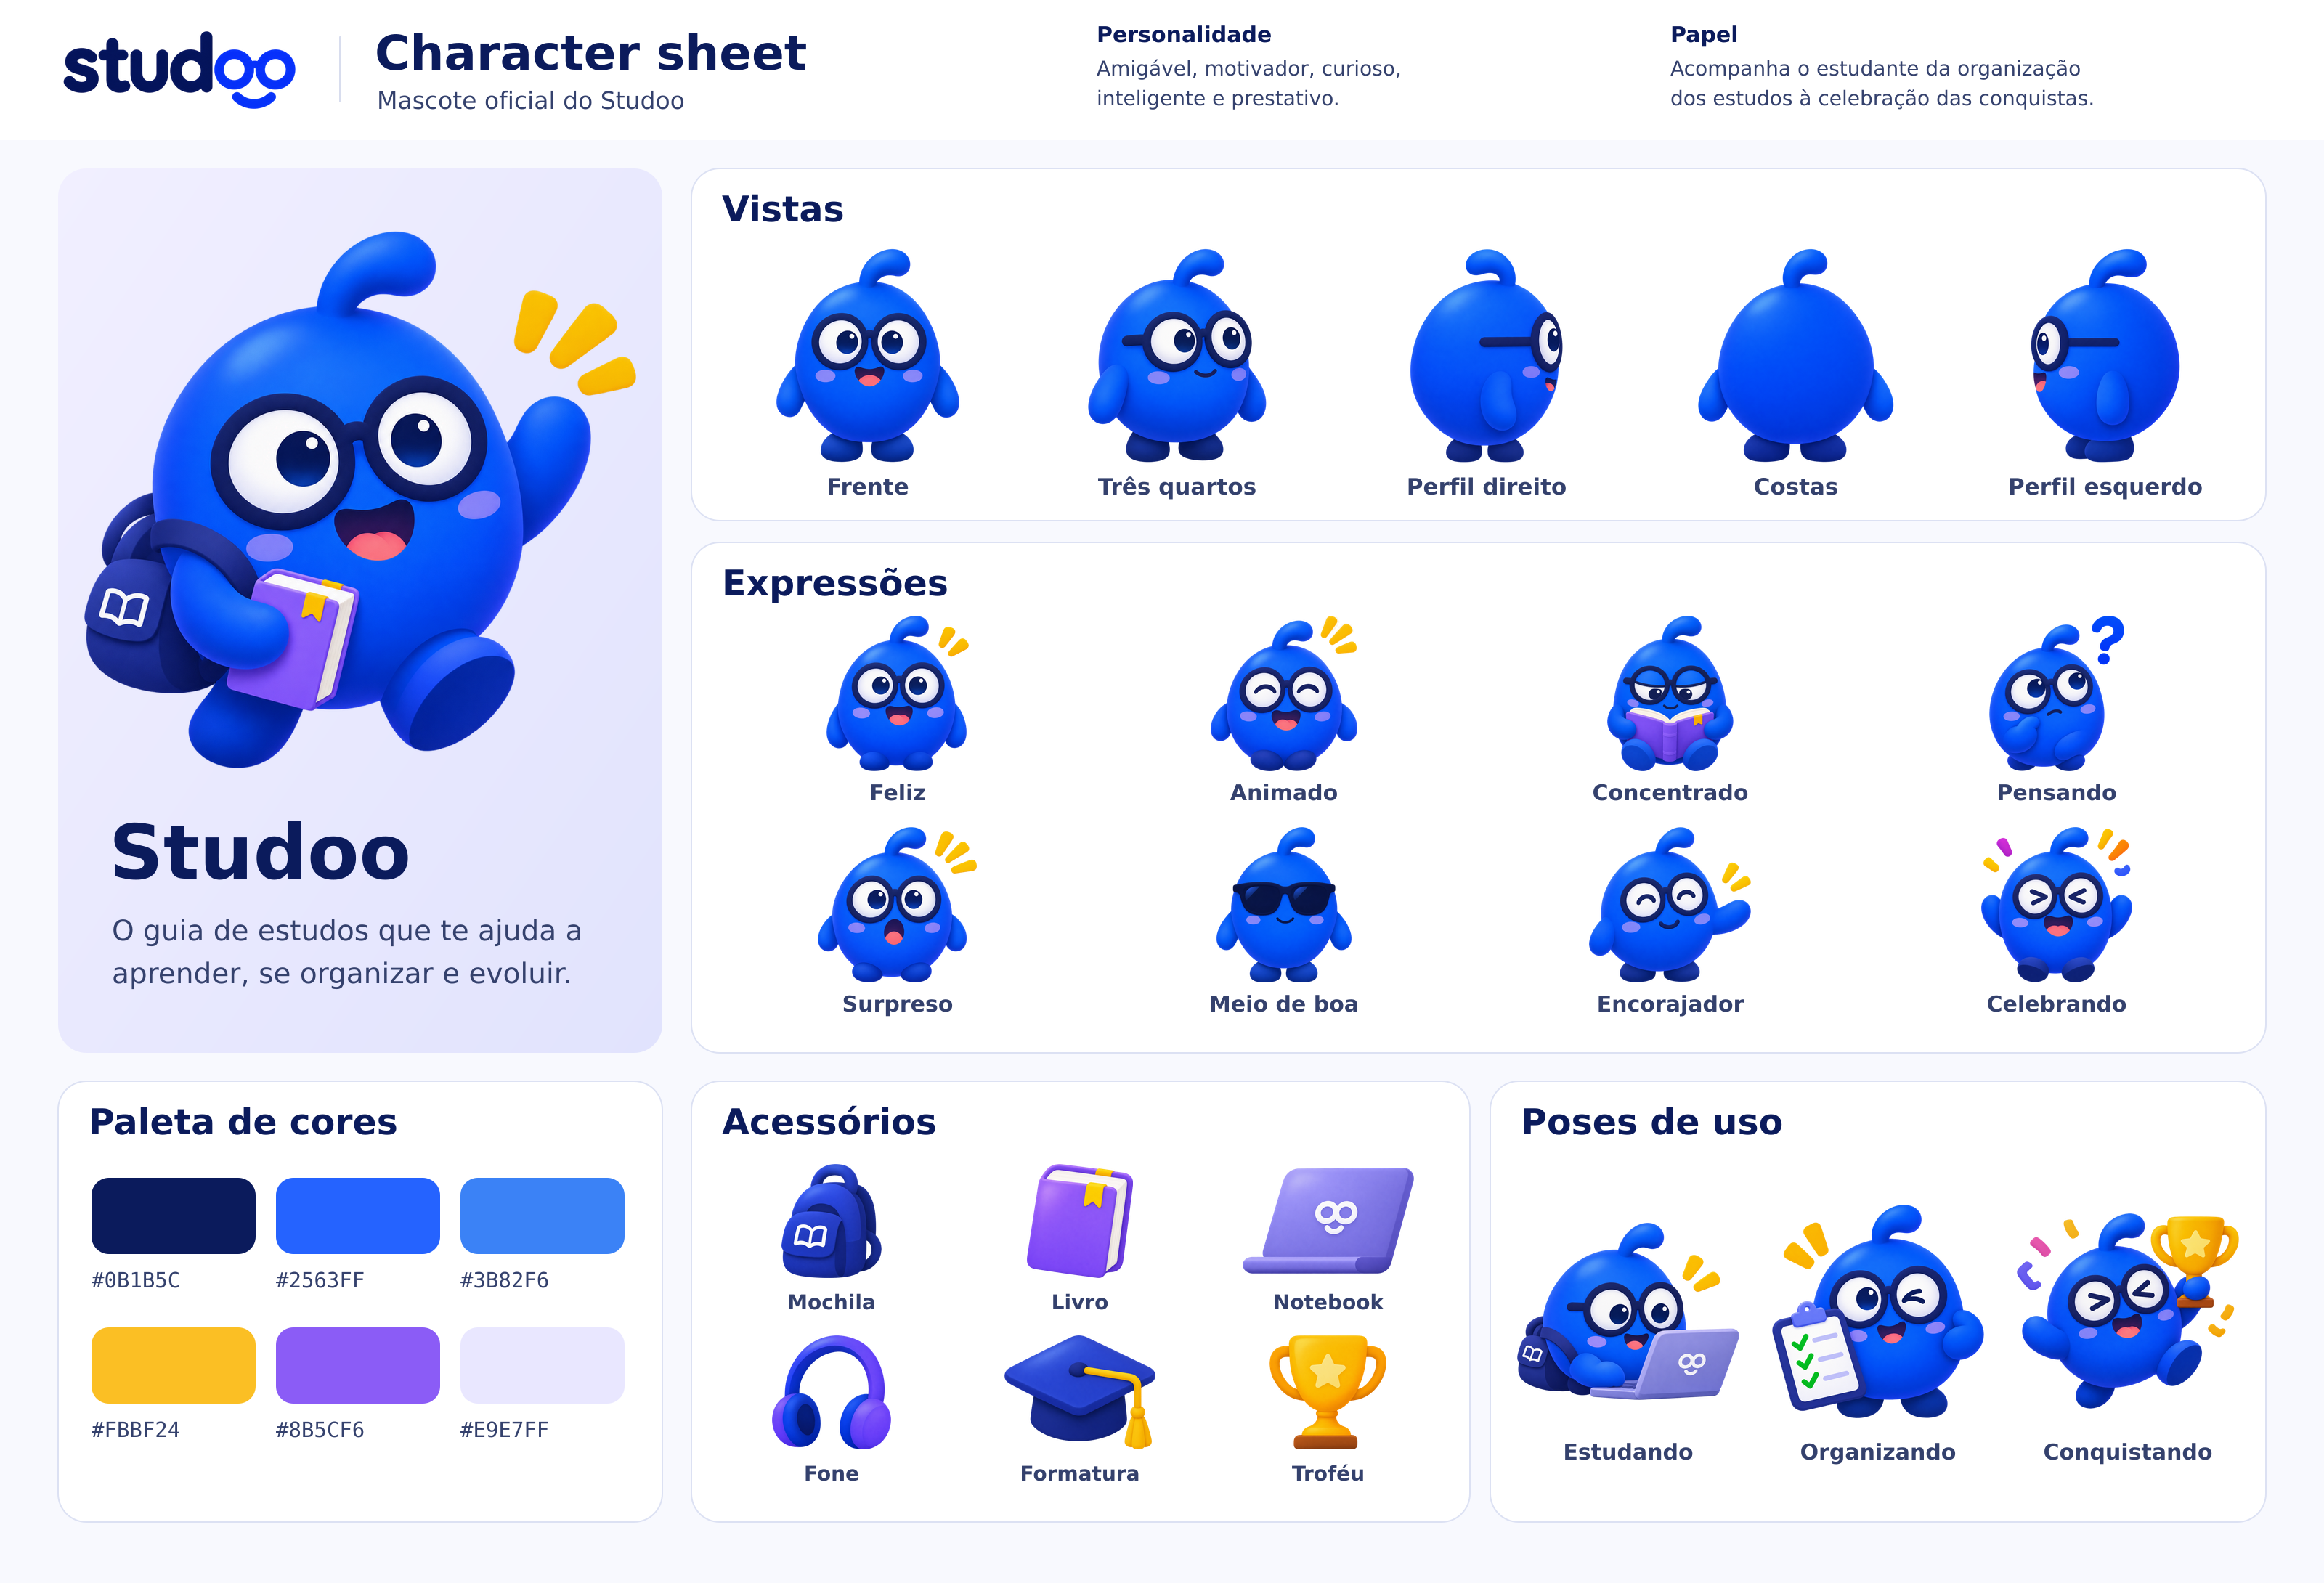 studoo
Character sheet
Mascote oficial do Studoo
Personalidade
Amigável, motivador, curioso,
inteligente e prestativo.
Papel
Acompanha o estudante da organização
dos estudos à celebração das conquistas.
Studoo
O guia de estudos que te ajuda a
aprender, se organizar e evoluir.
Vistas
Frente
Três quartos
Perfil direito
Costas
Perfil esquerdo
Expressões
?
Feliz
Animado
Concentrado
Pensando
Surpreso
Meio de boa
Encorajador
Celebrando
Paleta de cores
#0B1B5C
#2563FF
#3B82F6
#FBBF24
#8B5CF6
#E9E7FF
Acessórios
Mochila
Livro
Notebook
Fone
Formatura
Troféu
Poses de uso
Estudando
Organizando
Conquistando